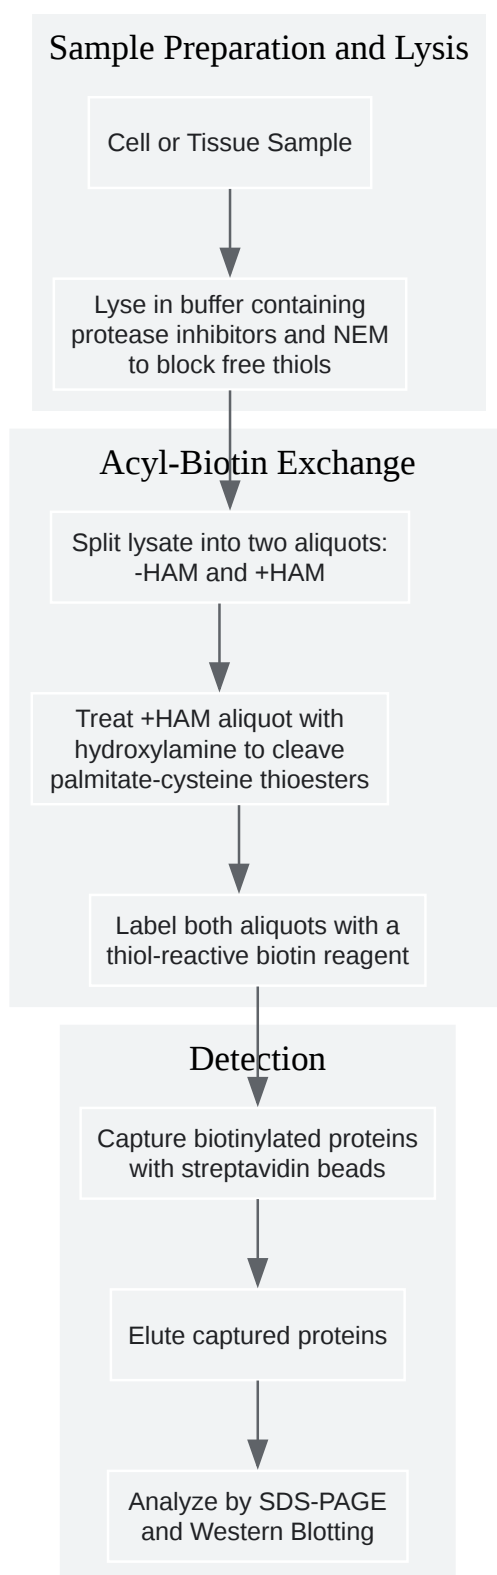 Sample Preparation and Lysis
Cell or Tissue Sample
Lyse in buffer containing
protease inhibitors and NEM
to block free thiols
Acyl-Biotin Exchange
Split lysate into two aliquots:
-HAM and +HAM
Treat +HAM aliquot with
hydroxylamine to cleave
palmitate-cysteine thioesters
Label both aliquots with a
thiol-reactive biotin reagent
Detection
Capture biotinylated proteins
with streptavidin beads
Elute captured proteins
Analyze by SDS-PAGE
and Western Blotting